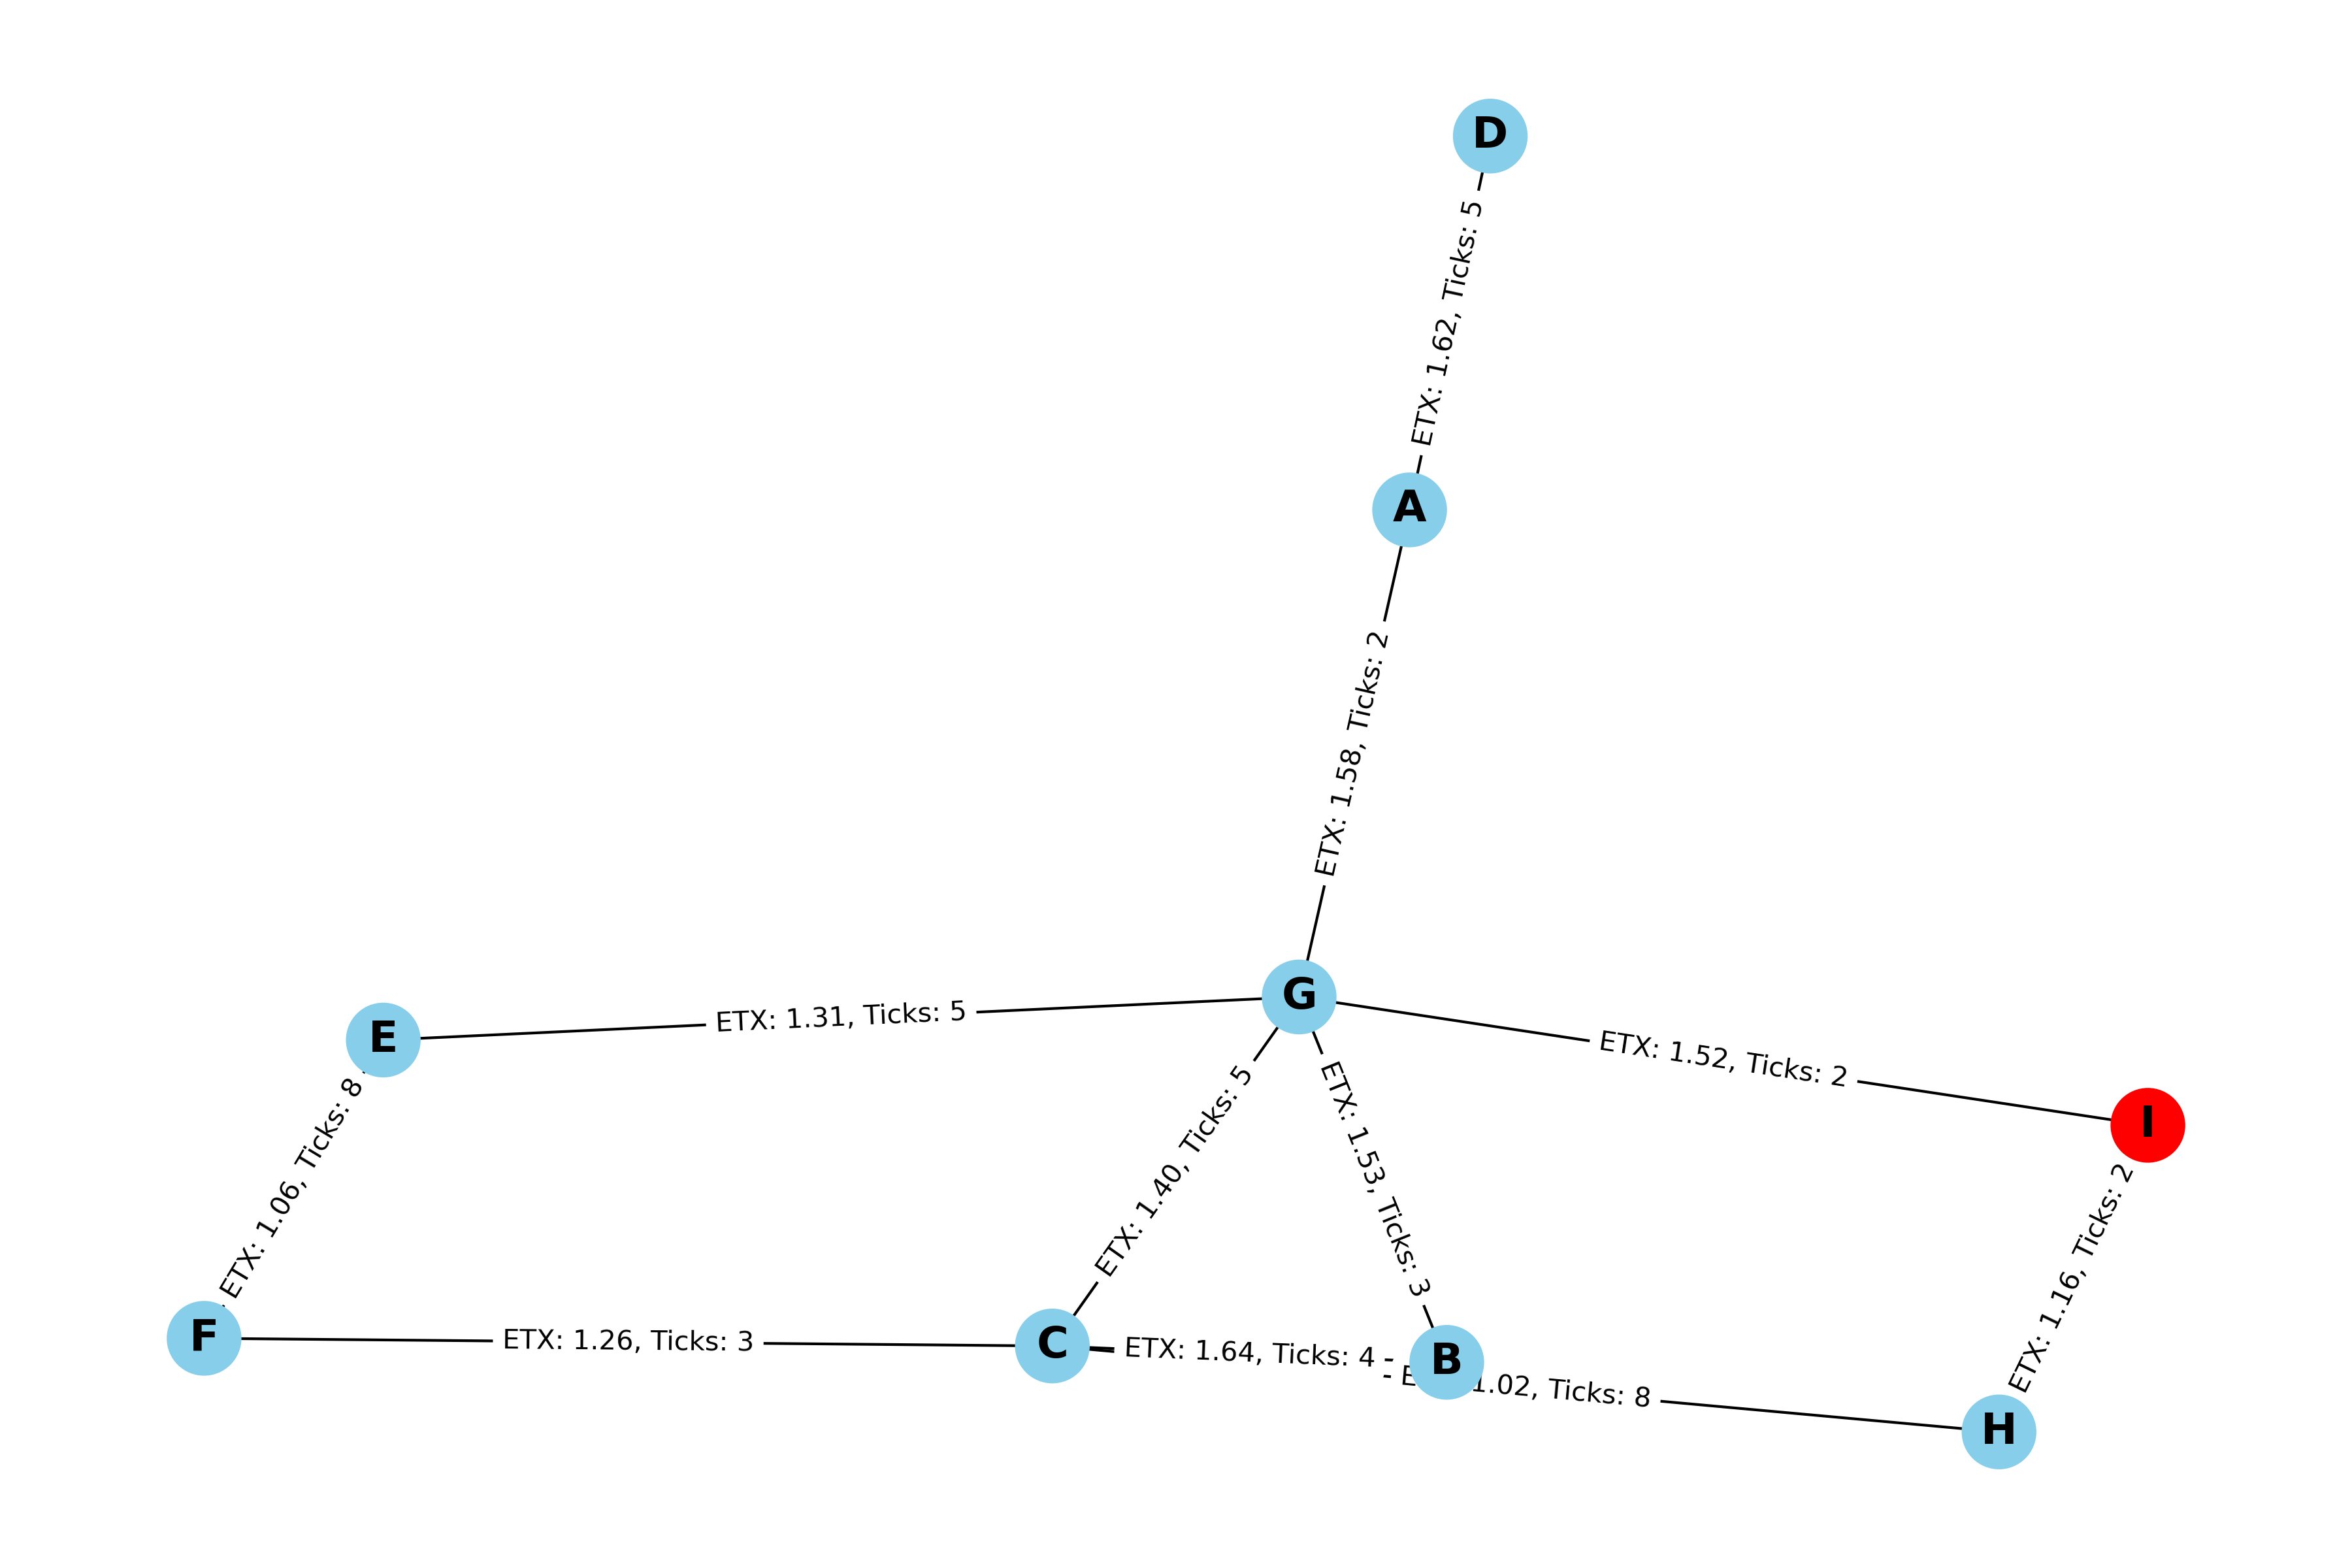 D
ETX: 1.62, Ticks: 5
A
ETX: 1.58, Ticks: 2
G
ETX: 1.31, Ticks: 5
E
ETX: 1.52, Ticks: 2
I
ETX: 1.40, Ticks: 5
ETX: 1.53, Ticks: 3
ETX: 1.06, Ticks: 8
ETX: 1.16, Ticks: 2
F
ETX: 1.26, Ticks: 3
C
ETX: 1.64, Ticks: 4
B
1.02, Ticks: 8
H